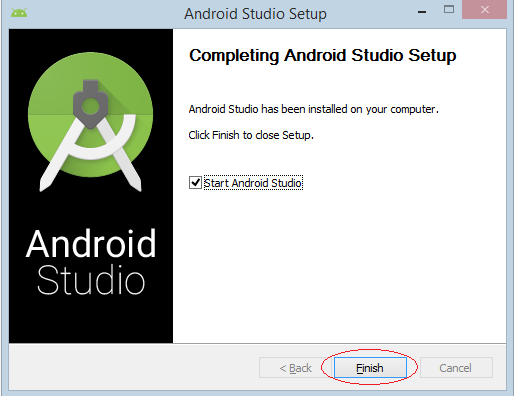 Android Studio Setup
Completing Android Studio Setup
Android Studio has been installed on your computer.
Click Finish to close Setup.
Start Android Studio
Android
Studio
< Back
Finish
Cancel